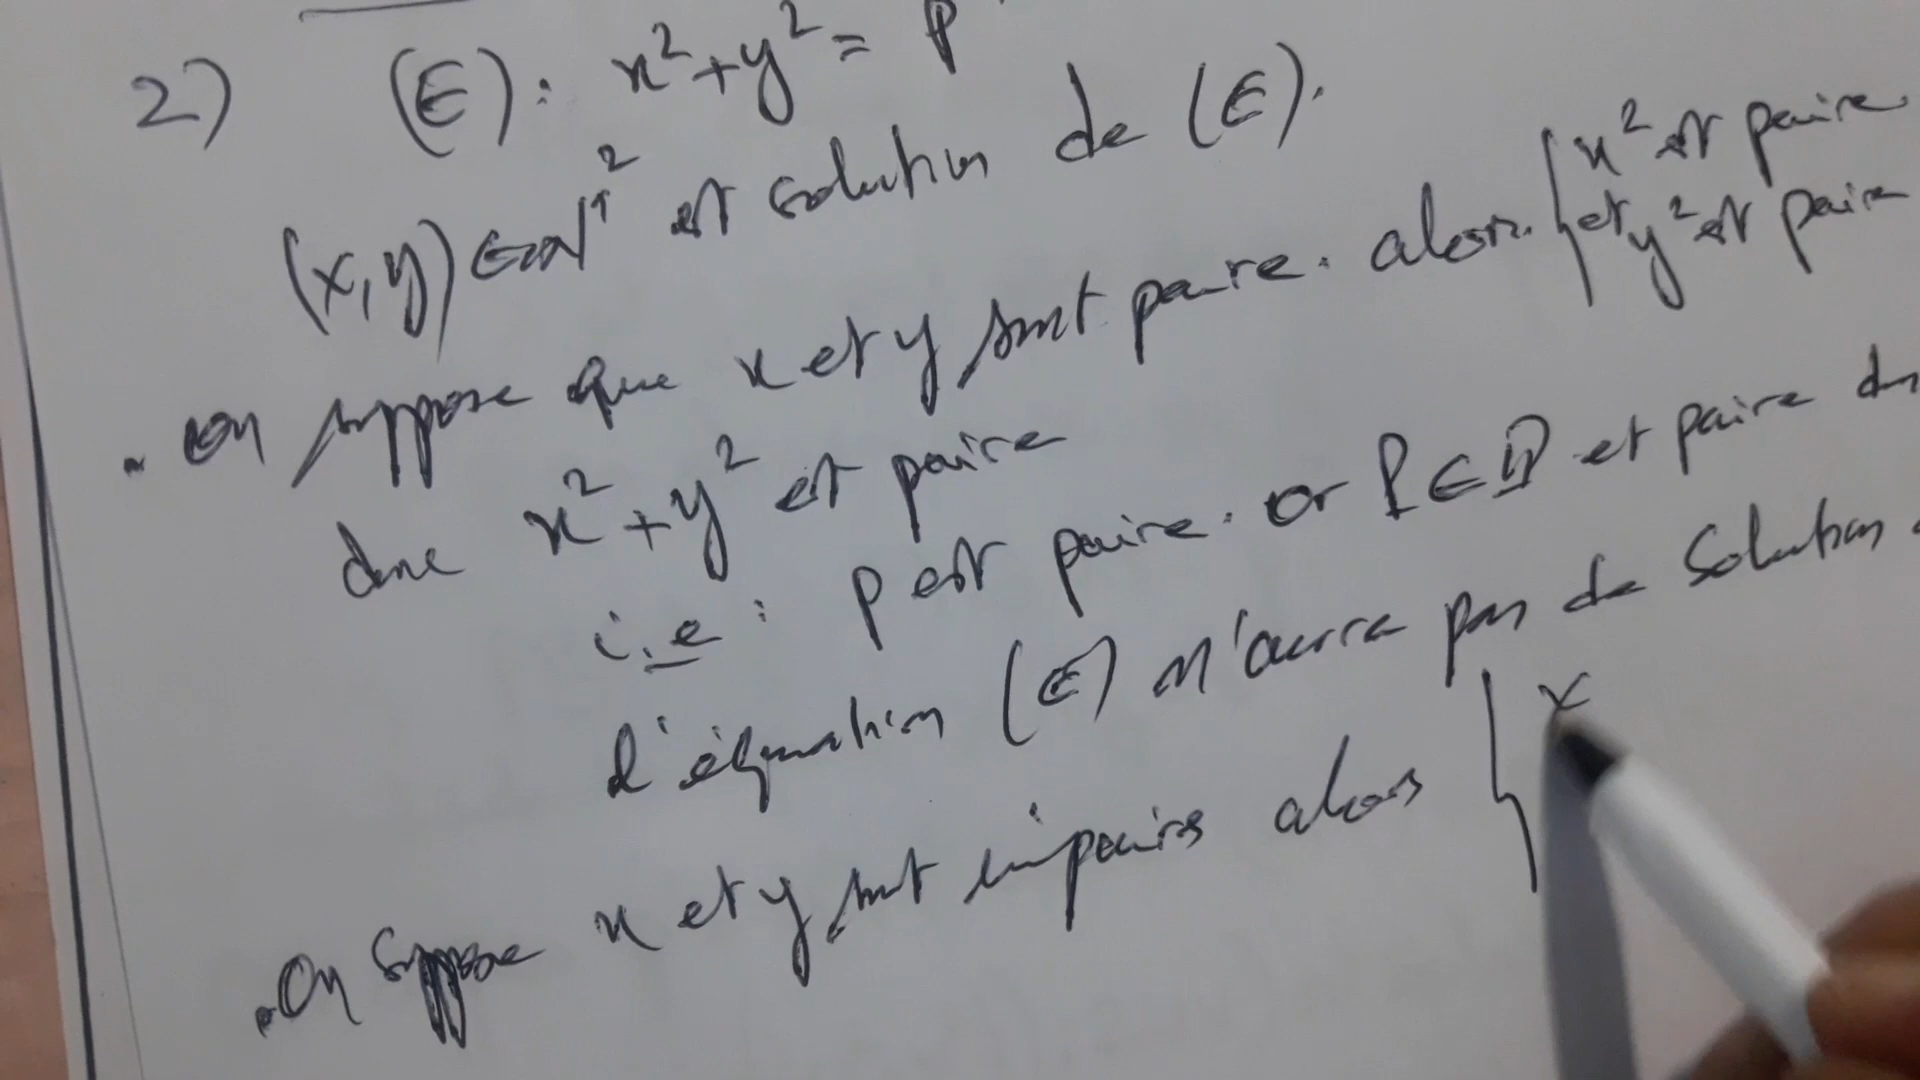 2) (E): x²+y² = P
(x,y) ∈ IN² est solution de (E).
. on suppose que x et y sont paire. alors. { x² est paire
et y² est paire
donc x² + y² est paire
i.e : P est paire. or P ∈ ID et paire
l'équation (E) n'aura pas de solution
. On suppose x et y sont impairs alors { x